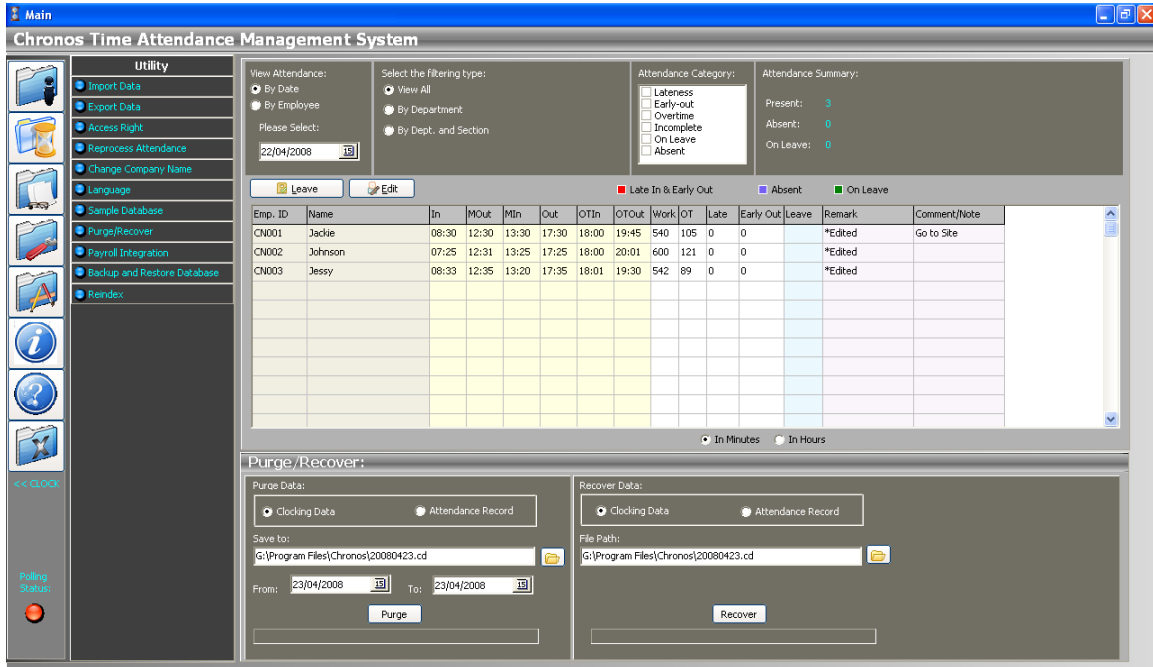 Main
Chronos Time Attendance Management System
Utility
Import Data
Export Data
Access Right
Reprocess Attendance
Change Company Name
Language
Sample Database
Purge/Recover
Payroll Integration
Backup and Restore Database
Reindex
<< CLOCK
Polling
Status:
View Attendance:
By Date
By Employee
Please Select:
22/04/2008 15
Select the filtering type:
View All
By Department
By Dept. and Section
Attendance Category:
Lateness
Early-out
Overtime
Incomplete
On Leave
Absent
Attendance Summary:
Present: 3
Absent: 0
On Leave: 0
Leave Edit Late In & Early Out Absent On Leave
Emp. ID Name In MOut MIn Out OTIn OTOut Work OT Late Early Out Leave Remark Comment/Note
CN001 Jackie 08:30 12:30 13:30 17:30 18:00 19:45 540 105 0 0 *Edited Go to Site
CN002 Johnson 07:25 12:31 13:25 17:25 18:00 20:01 600 121 0 0 *Edited
CN003 Jessy 08:33 12:35 13:20 17:35 18:01 19:30 542 89 0 0 *Edited
In Minutes In Hours
Purge/Recover:
Purge Data:
Clocking Data Attendance Record
Save to:
G:\Program Files\Chronos\20080423.cd
From: 23/04/2008 15 To: 23/04/2008 15
Purge
Recover Data:
Clocking Data Attendance Record
File Path:
G:\Program Files\Chronos\20080423.cd
Recover